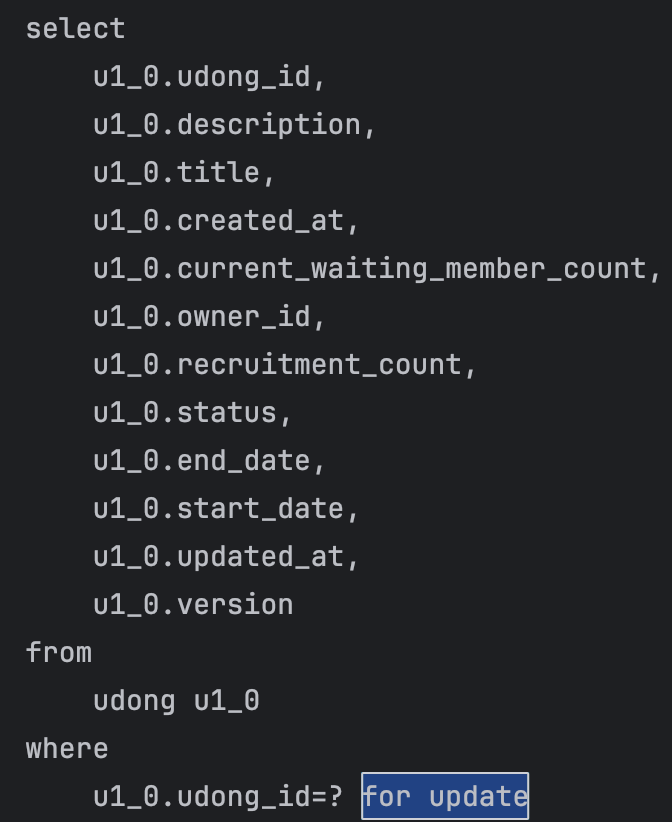 select
u1_0.udong_id,
u1_0.description,
u1_0.title,
u1_0.created_at,
u1_0.current_waiting_member_count,
u1_0.owner_id,
u1_0.recruitment_count,
u1_0.status,
u1_0.end_date,
u1_0.start_date,
u1_0.updated_at,
u1_0.version
from
udong u1_0
where
u1_0.udong_id=? for update